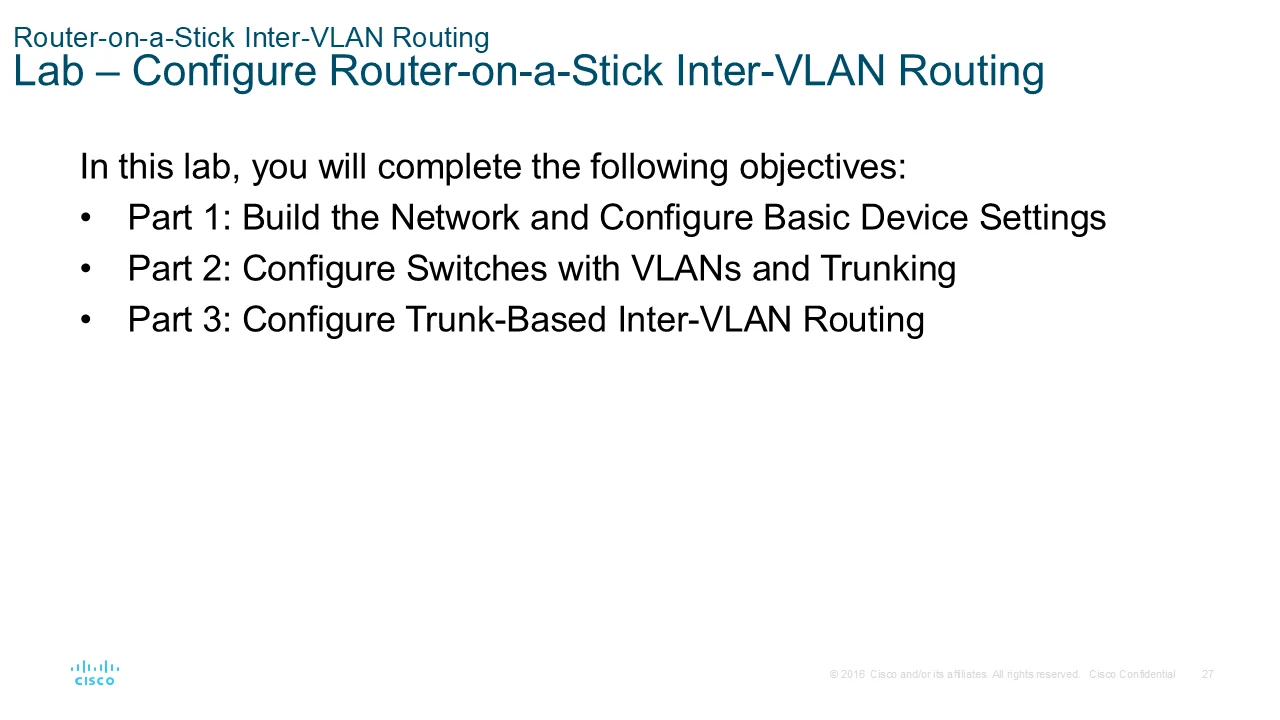 Router-on-a-Stick Inter-VLAN Routing
Lab – Configure Router-on-a-Stick Inter-VLAN Routing
In this lab, you will complete the following objectives:
• Part 1: Build the Network and Configure Basic Device Settings
• Part 2: Configure Switches with VLANs and Trunking
• Part 3: Configure Trunk-Based Inter-VLAN Routing
CISCO
© 2016 Cisco and/or its affiliates. All rights reserved. Cisco Confidential 27